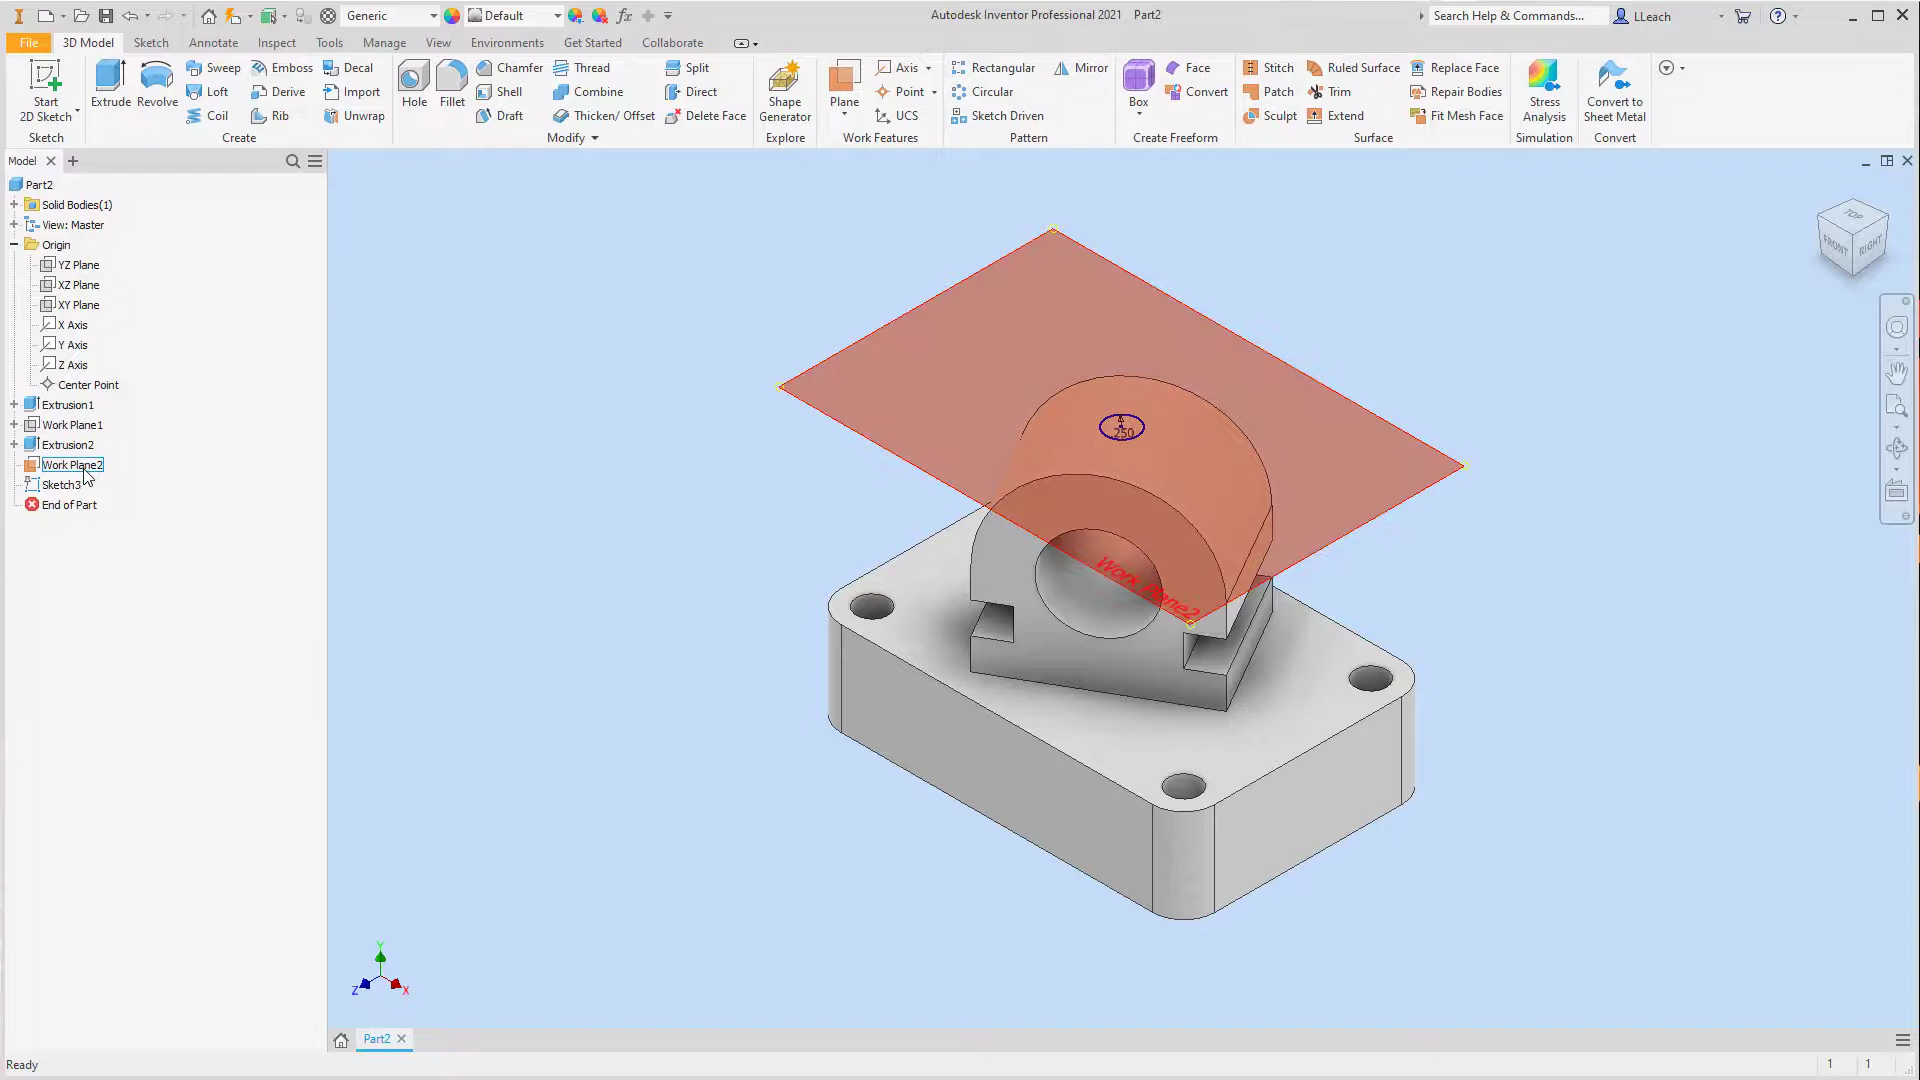 Generic
Default
Autodesk Inventor Professional 2021 Part2
Search Help & Commands...
LLeach
File 3D Model Sketch Annotate Inspect Tools Manage View Environments Get Started Collaborate
Start
2D Sketch
Sketch
Extrude Revolve
Sweep Emboss Decal
Loft Derive Import
Coil Rib Unwrap
Create
Hole Fillet
Chamfer Thread Split
Shell Combine Direct
Draft Thicken/ Offset Delete Face
Modify
Shape
Generator
Explore
Plane
Axis
Point
UCS
Work Features
Rectangular Mirror
Circular
Sketch Driven
Pattern
Box
Face
Convert
Create Freeform
Stitch Ruled Surface Replace Face
Patch Trim Repair Bodies
Sculpt Extend Fit Mesh Face
Surface
Stress
Analysis
Simulation
Convert to
Sheet Metal
Convert
Model
Part2
Solid Bodies(1)
View: Master
Origin
YZ Plane
XZ Plane
XY Plane
X Axis
Y Axis
Z Axis
Center Point
Extrusion1
Work Plane1
Extrusion2
Work Plane2
Sketch3
End of Part
TOP
FRONT RIGHT
.250
Work Plane2
Y
Z X
Part2
Ready
1 1